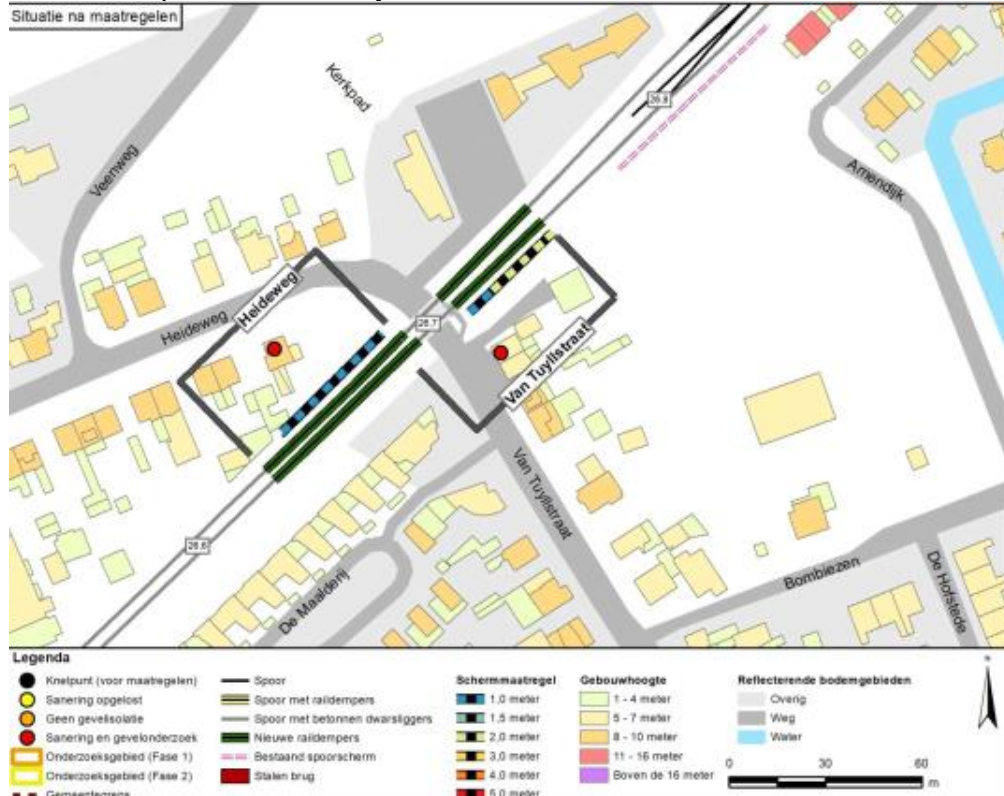 Situatie na maatregelen
Kerkpad
26.8
Veenweg
Amendijk
Heideweg
Heideweg
26.7
Van Tuyllstraat
Van Tuyllstraat
26.6
De Maalderij
Bombiezen
De Hofstede
Legenda
Knelpunt (voor maatregelen)
Sanering opgelost
Geen gevelisolatie
Sanering en gevelonderzoek
Onderzoeksgebied (Fase 1)
Onderzoeksgebied (Fase 2)
Gemeentegrens
Spoor
Spoor met raildempers
Spoor met betonnen dwarsliggers
Nieuwe raildempers
Bestaand spoorscherm
Stalen brug
Schermmaatregel
1,0 meter
1,5 meter
2,0 meter
3,0 meter
4,0 meter
5,0 meter
Gebouwhoogte
1 - 4 meter
5 - 7 meter
8 - 10 meter
11 - 16 meter
Boven de 16 meter
Reflecterende bodemgebieden
Overig
Weg
Water
0 30 60
m